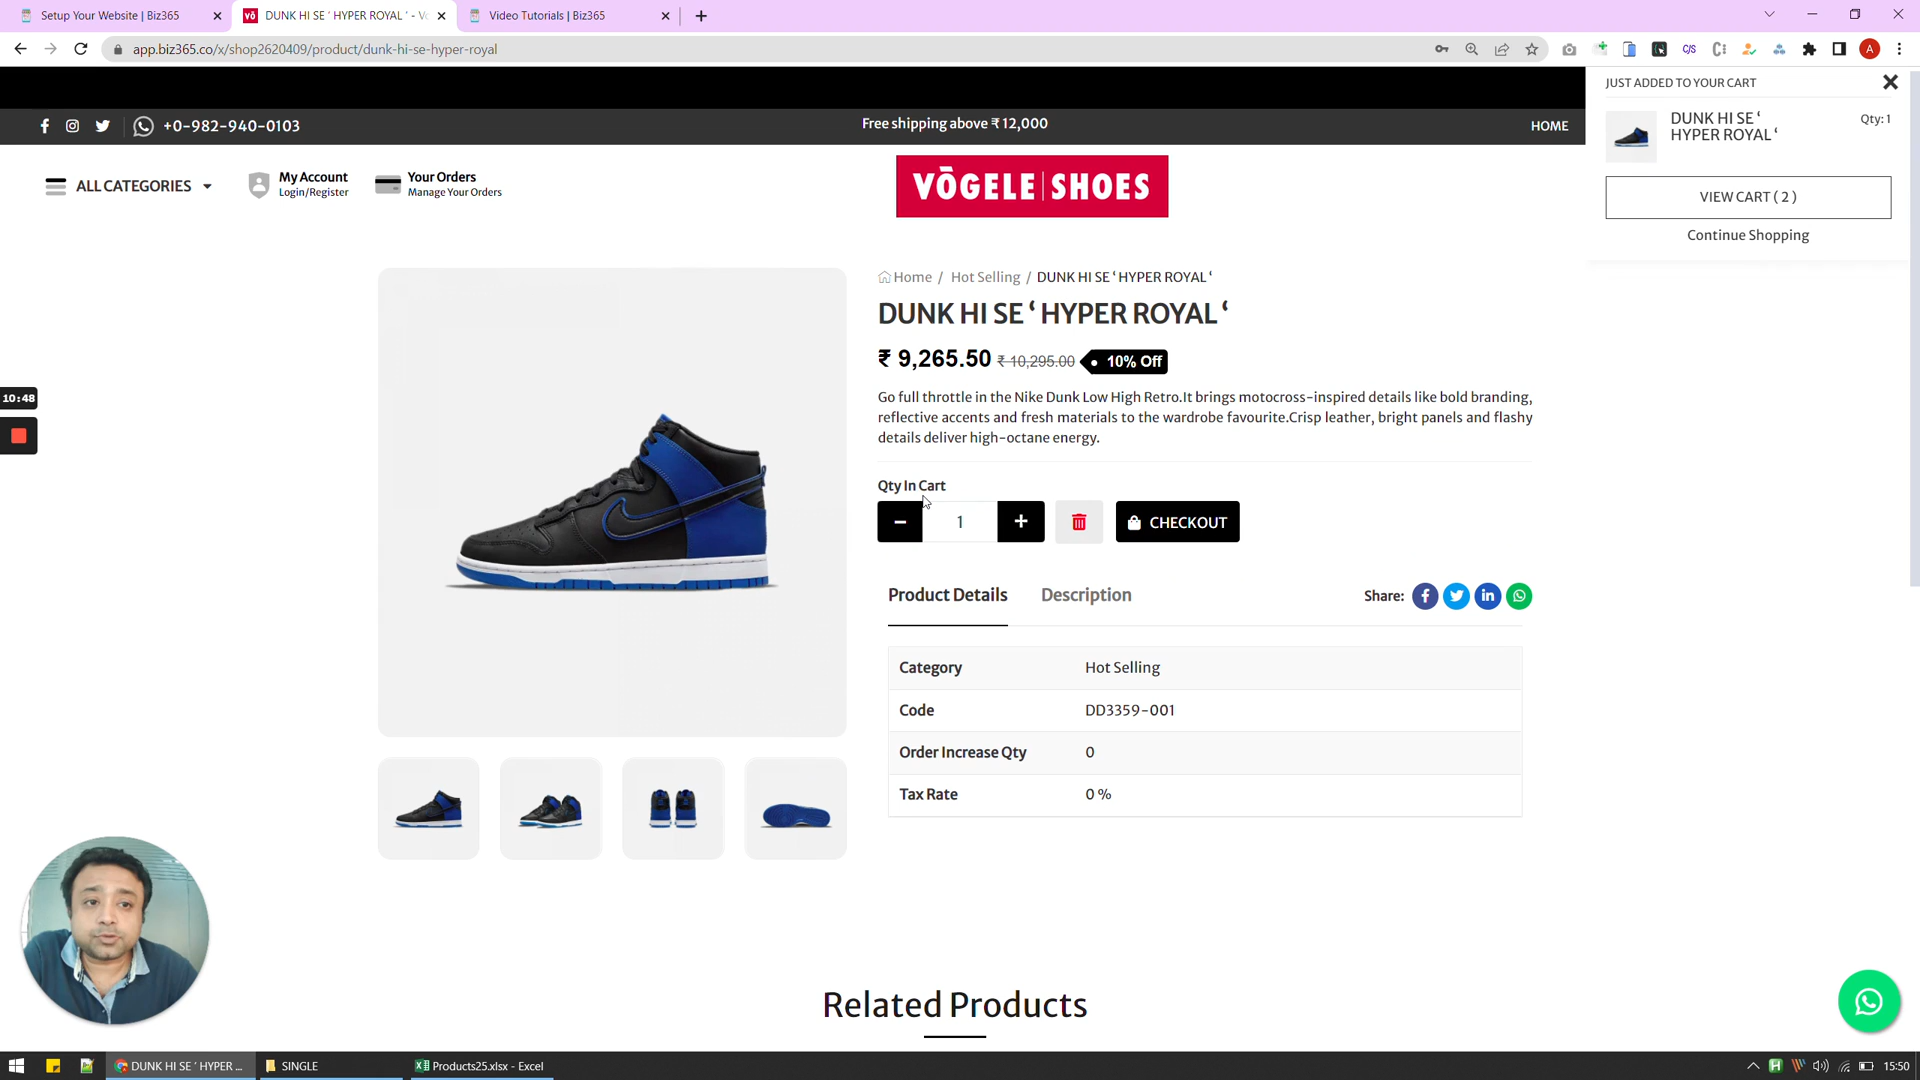 Setup Your Website | Biz365
DUNK HI SE ' HYPER ROYAL ' - Vo
Video Tutorials | Biz365
app.biz365.co/x/shop2620409/product/dunk-hi-se-hyper-royal
A
+0-982-940-0103
Free shipping above ₹ 12,000
HOME
JUST ADDED TO YOUR CART
DUNK HI SE ‘
HYPER ROYAL ‘
Qty: 1
VIEW CART ( 2 )
Continue Shopping
ALL CATEGORIES
My Account
Login/Register
Your Orders
Manage Your Orders
VÖGELE SHOES
Home / Hot Selling / DUNK HI SE ‘ HYPER ROYAL ‘
DUNK HI SE ‘ HYPER ROYAL ‘
₹ 9,265.50 ₹ 10,295.00 10% Off
Go full throttle in the Nike Dunk Low High Retro.It brings motocross-inspired details like bold branding,
reflective accents and fresh materials to the wardrobe favourite.Crisp leather, bright panels and flashy
details deliver high-octane energy.
10:48
Qty In Cart
- 1 +
CHECKOUT
Product Details
Description
Share:
Category Hot Selling
Code DD3359-001
Order Increase Qty 0
Tax Rate 0 %
Related Products
DUNK HI SE ' HYPER ...
SINGLE
Products25.xlsx - Excel
15:50